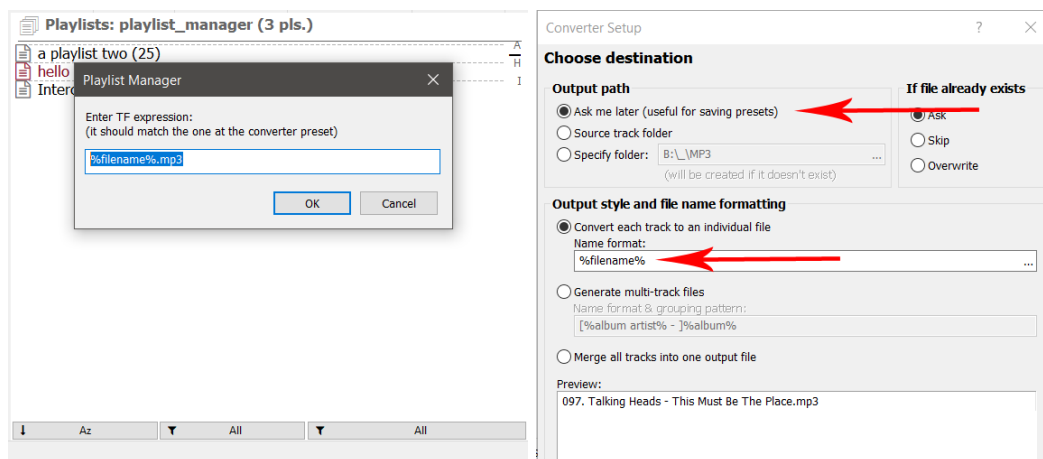 Playlists: playlist_manager (3 pls.)
a playlist two (25)
hello
A
H
I
Playlist Manager
Enter TF expression:
(it should match the one at the converter preset)
%filename%.mp3
OK
Cancel
Az
All
All
Converter Setup
?
Choose destination
Output path
Ask me later (useful for saving presets)
Source track folder
Specify folder: B:\_\MP3 ...
(will be created if it doesn't exist)
If file already exists
Ask
Skip
Overwrite
Output style and file name formatting
Convert each track to an individual file
Name format:
%filename% ...
Generate multi-track files
Name format & grouping pattern:
[%album artist% - ]%album%
Merge all tracks into one output file
Preview:
097. Talking Heads - This Must Be The Place.mp3